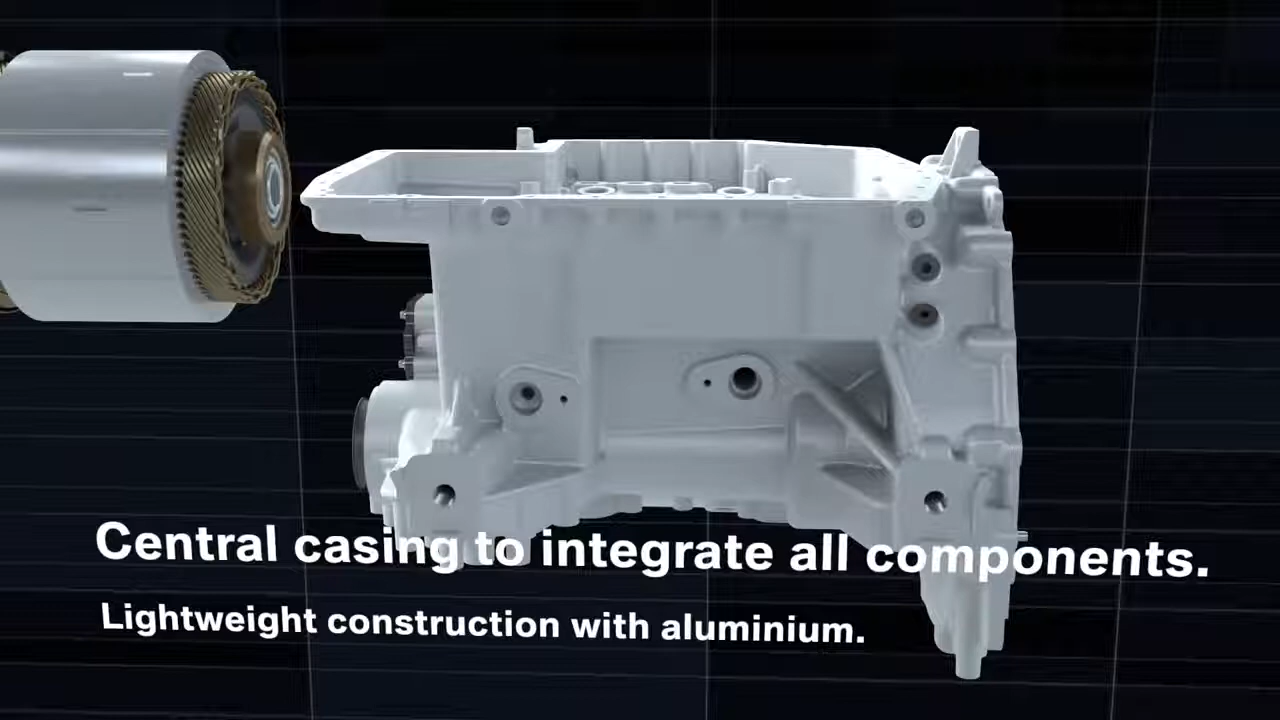 Central casing to integrate all components.
Lightweight construction with aluminium.